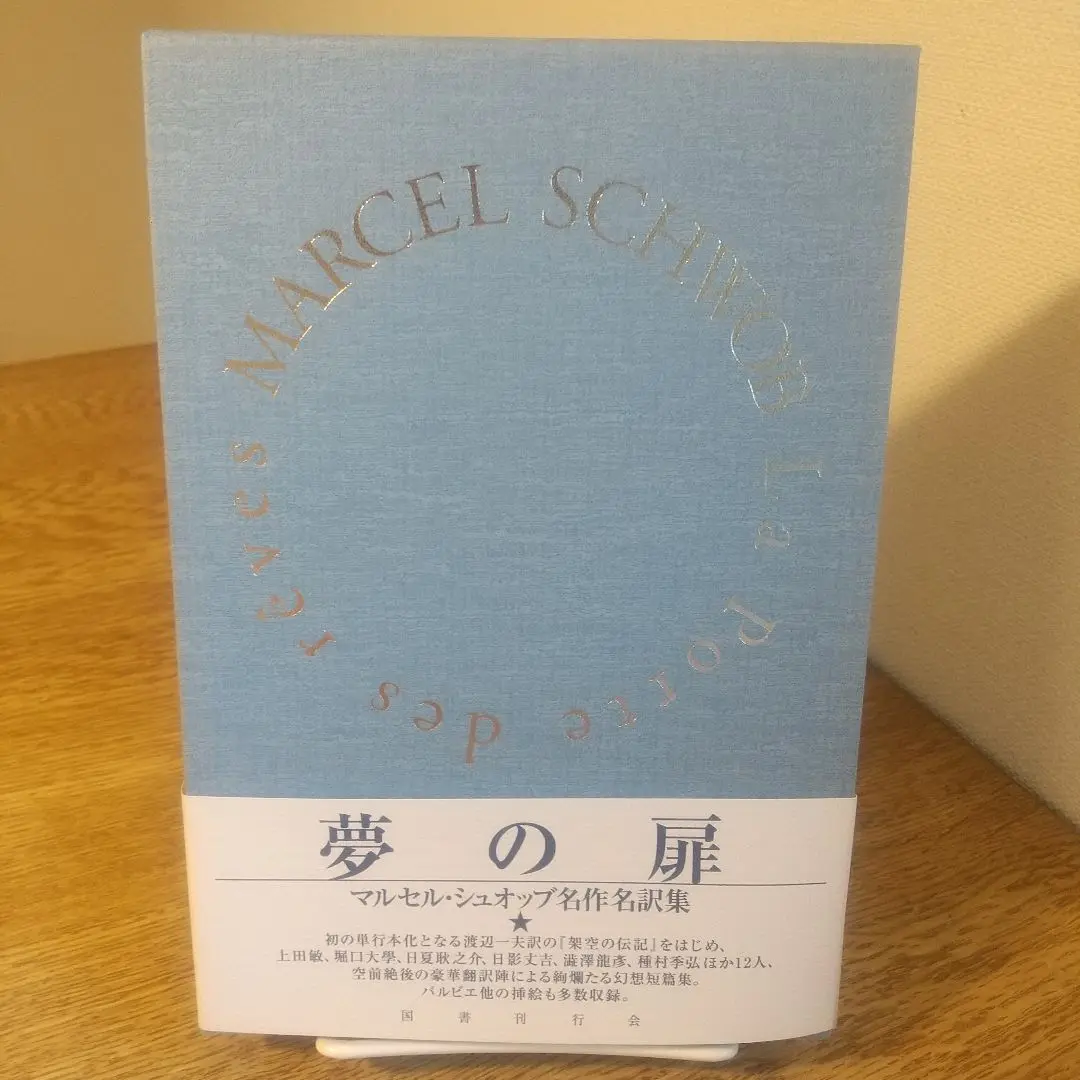 MARCEL SCHWOB La Porte des rêves
夢の扉
マルセル・シュオッブ名作名訳集
★
初の単行本化となる渡辺一夫訳の『架空の伝記』をはじめ、
上田敏、堀口大學、日夏耿之介、日影丈吉、澁澤龍彦、種村季弘ほか12人、
空前絶後の豪華翻訳陣による絢爛たる幻想短篇集。
バルビエ他の挿絵も多数収録。
国書刊行会